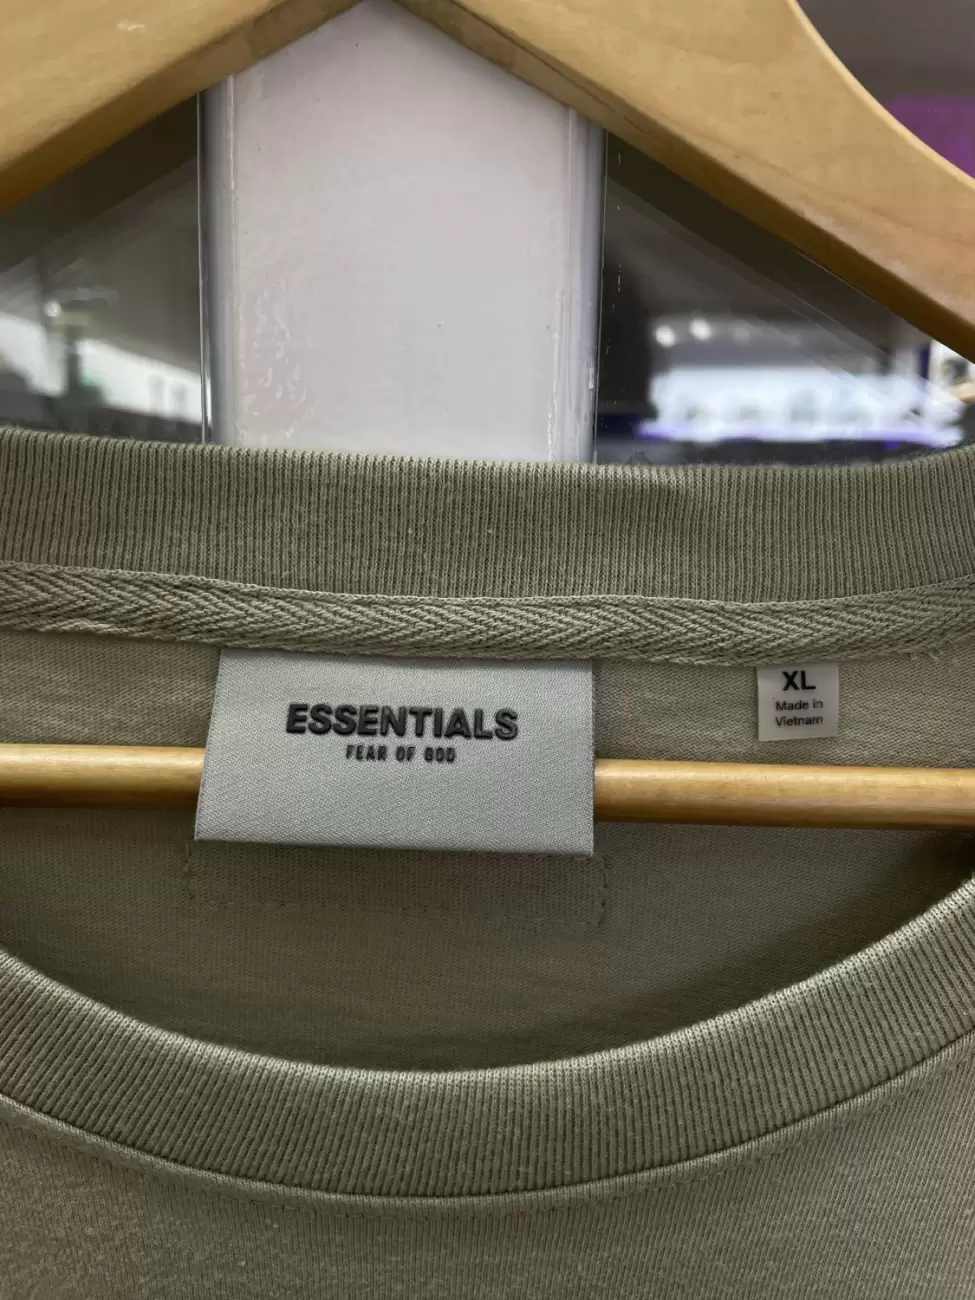 ESSENTIALS
FEAR OF GOD
XL
Made in
Vietnam